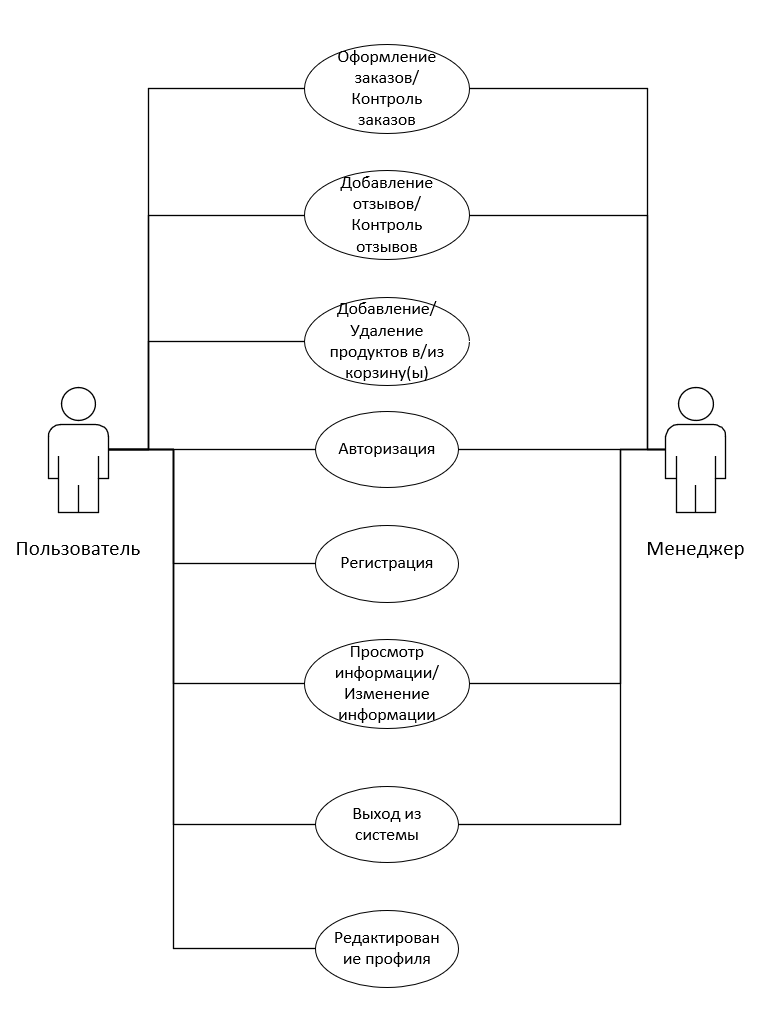 Оформление
заказов/
Контроль
заказов
Добавление
отзывов/
Контроль
отзывов
Добавление/
Удаление
продуктов в/из
корзину(ы)
Авторизация
Пользователь
Менеджер
Регистрация
Просмотр
информации/
Изменение
информации
Выход из
системы
Редактирован
ие профиля